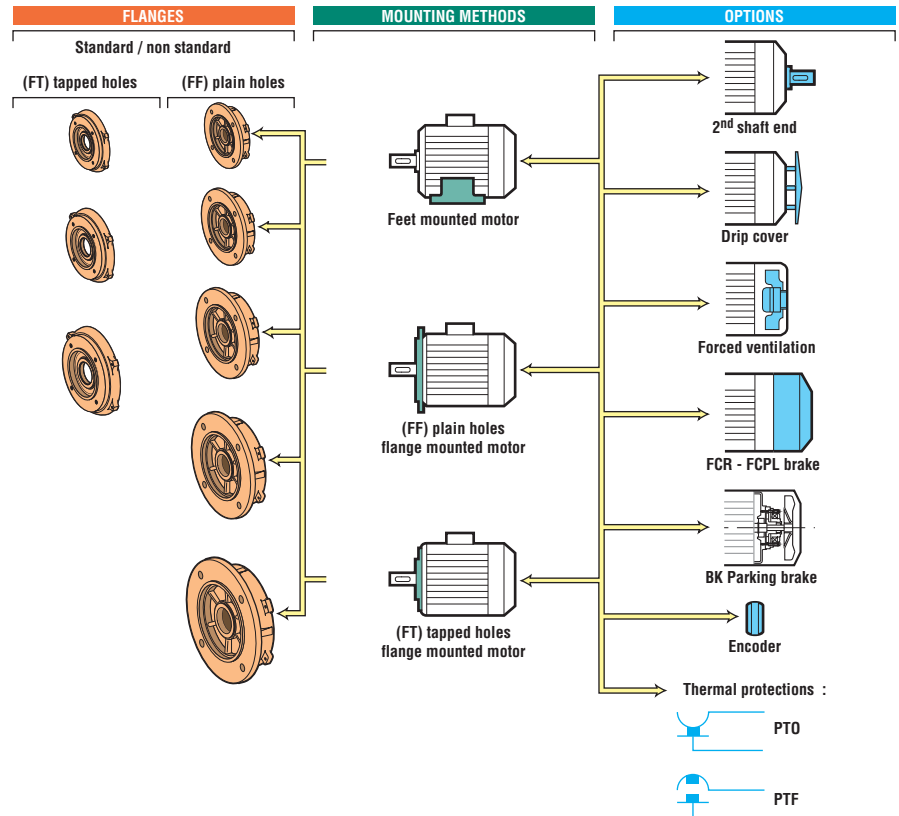 FLANGES
MOUNTING METHODS
OPTIONS
Standard / non standard
(FT) tapped holes
(FF) plain holes
2nd shaft end
Feet mounted motor
Drip cover
Forced ventilation
(FF) plain holes
flange mounted motor
FCR - FCPL brake
BK Parking brake
(FT) tapped holes
flange mounted motor
Encoder
Thermal protections :
PTO
PTF